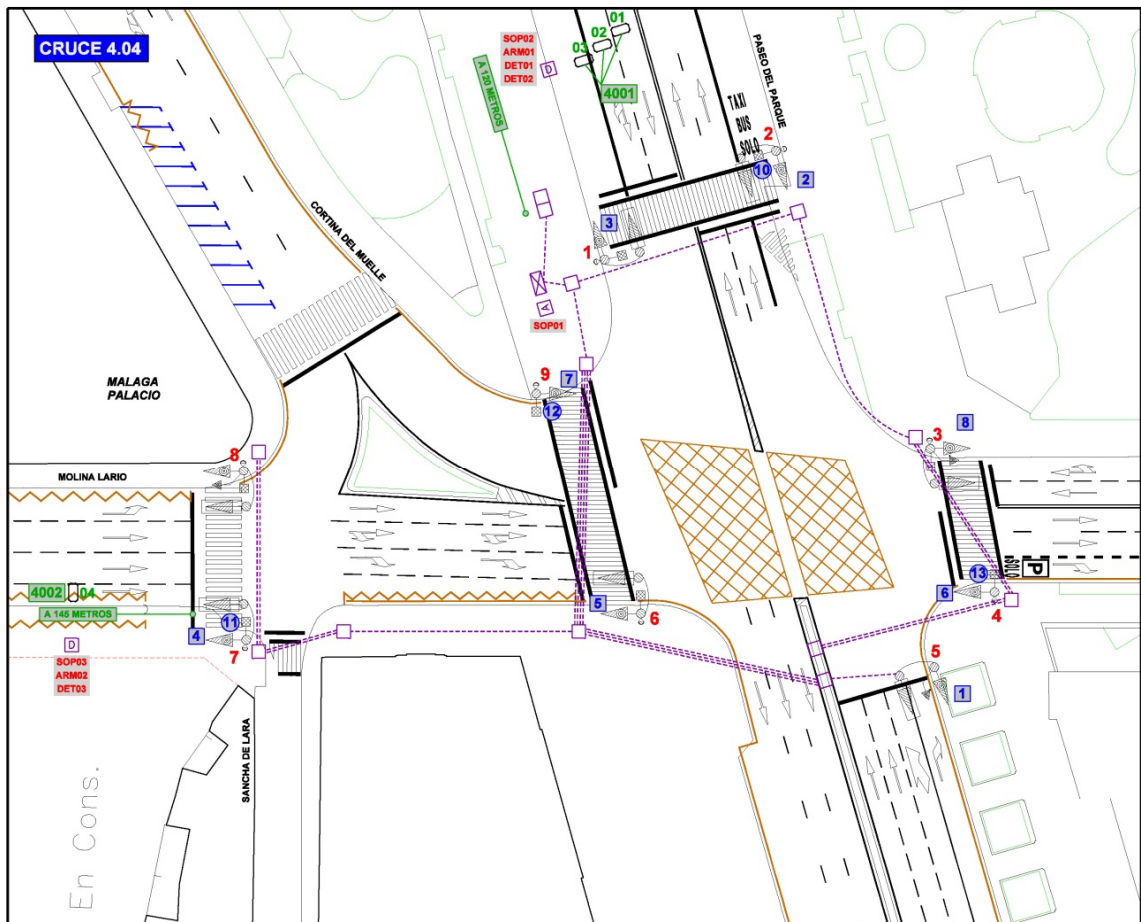 CRUCE 4.04
01
02
03
SOP02
ARM01
DET01
DET02
D
4001
A 120 METROS
PASEO DEL PARQUE
TAXI
BUS
SOLO
2
10
2
3
1
CORTINA DEL MUELLE
A
SOP01
MALAGA
PALACIO
9
7
12
8
3
8
MOLINA LARIO
4002
04
A 145 METROS
11
4
7
D
SOP03
ARM02
DET03
5
6
SOLO
P
13
6
4
5
1
SANCHA DE LARA
En Cons.